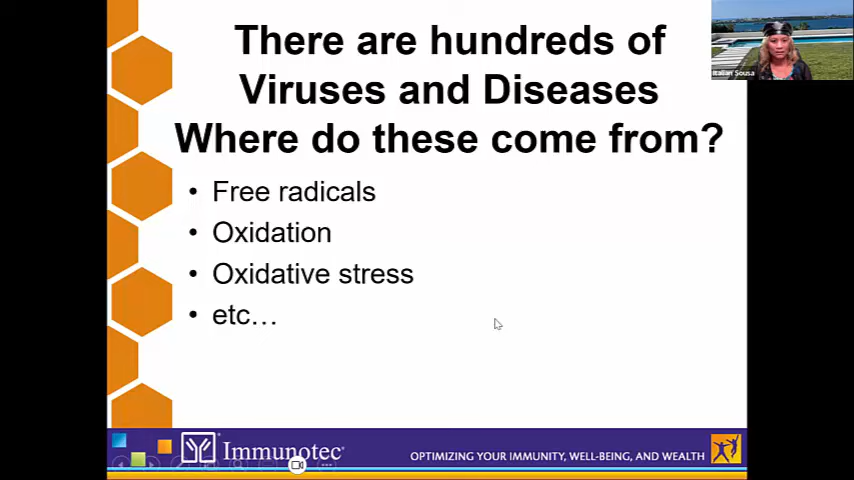 There are hundreds of
Viruses and Diseases
Where do these come from?
• Free radicals
• Oxidation
• Oxidative stress
• etc…
Immunotec
OPTIMIZING YOUR IMMUNITY, WELL-BEING, AND WEALTH
Sousa